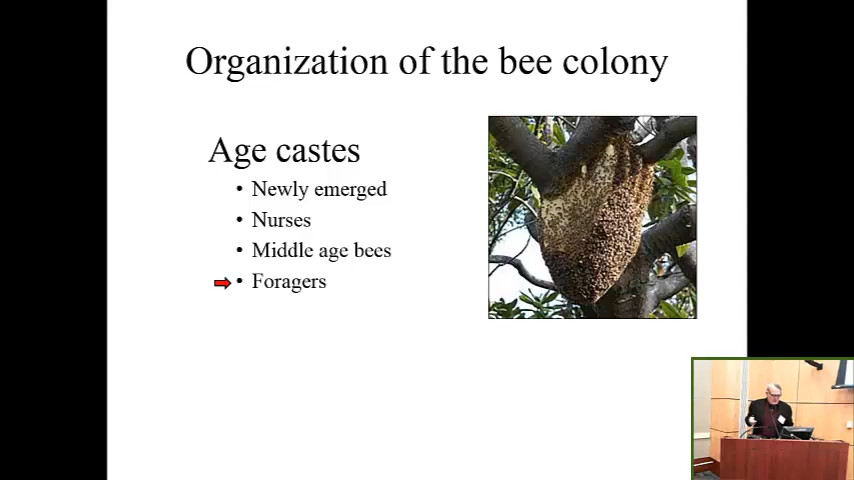 Organization of the bee colony
Age castes
• Newly emerged
• Nurses
• Middle age bees
• Foragers